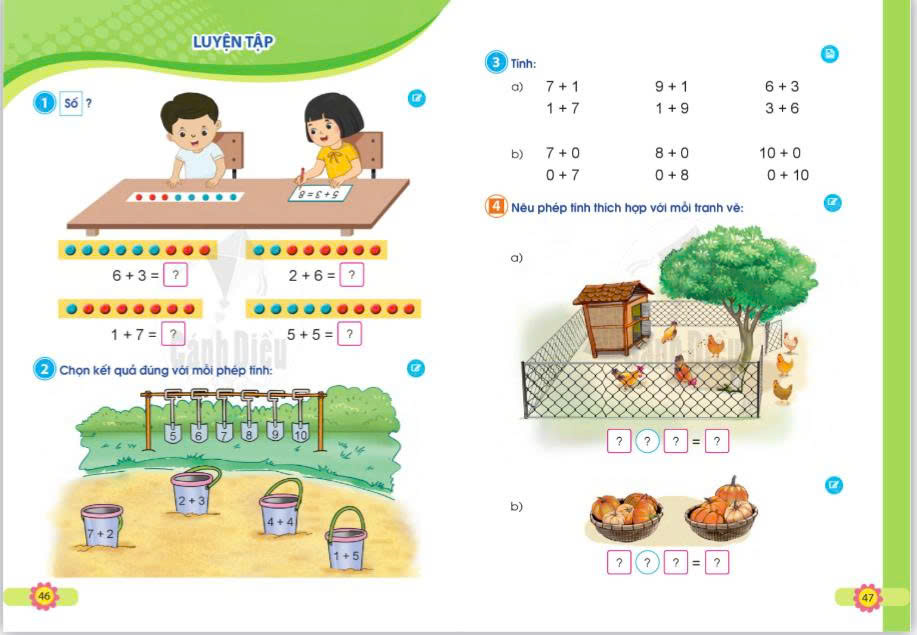 LUYỆN TẬP
1 Số ?
5 + 3 = 8
6 + 3 = ?
2 + 6 = ?
1 + 7 = ?
5 + 5 = ?
Cánh Diều
2 Chọn kết quả đúng với mỗi phép tính:
5 6 7 8 9 10
2 + 3
4 + 4
7 + 2
1 + 5
46
3 Tính:
a) 7 + 1 9 + 1 6 + 3
1 + 7 1 + 9 3 + 6
b) 7 + 0 8 + 0 10 + 0
0 + 7 0 + 8 0 + 10
4 Nêu phép tính thích hợp với mỗi tranh vẽ:
a)
Cánh Diều
? ? ? = ?
b)
? ? ? = ?
47